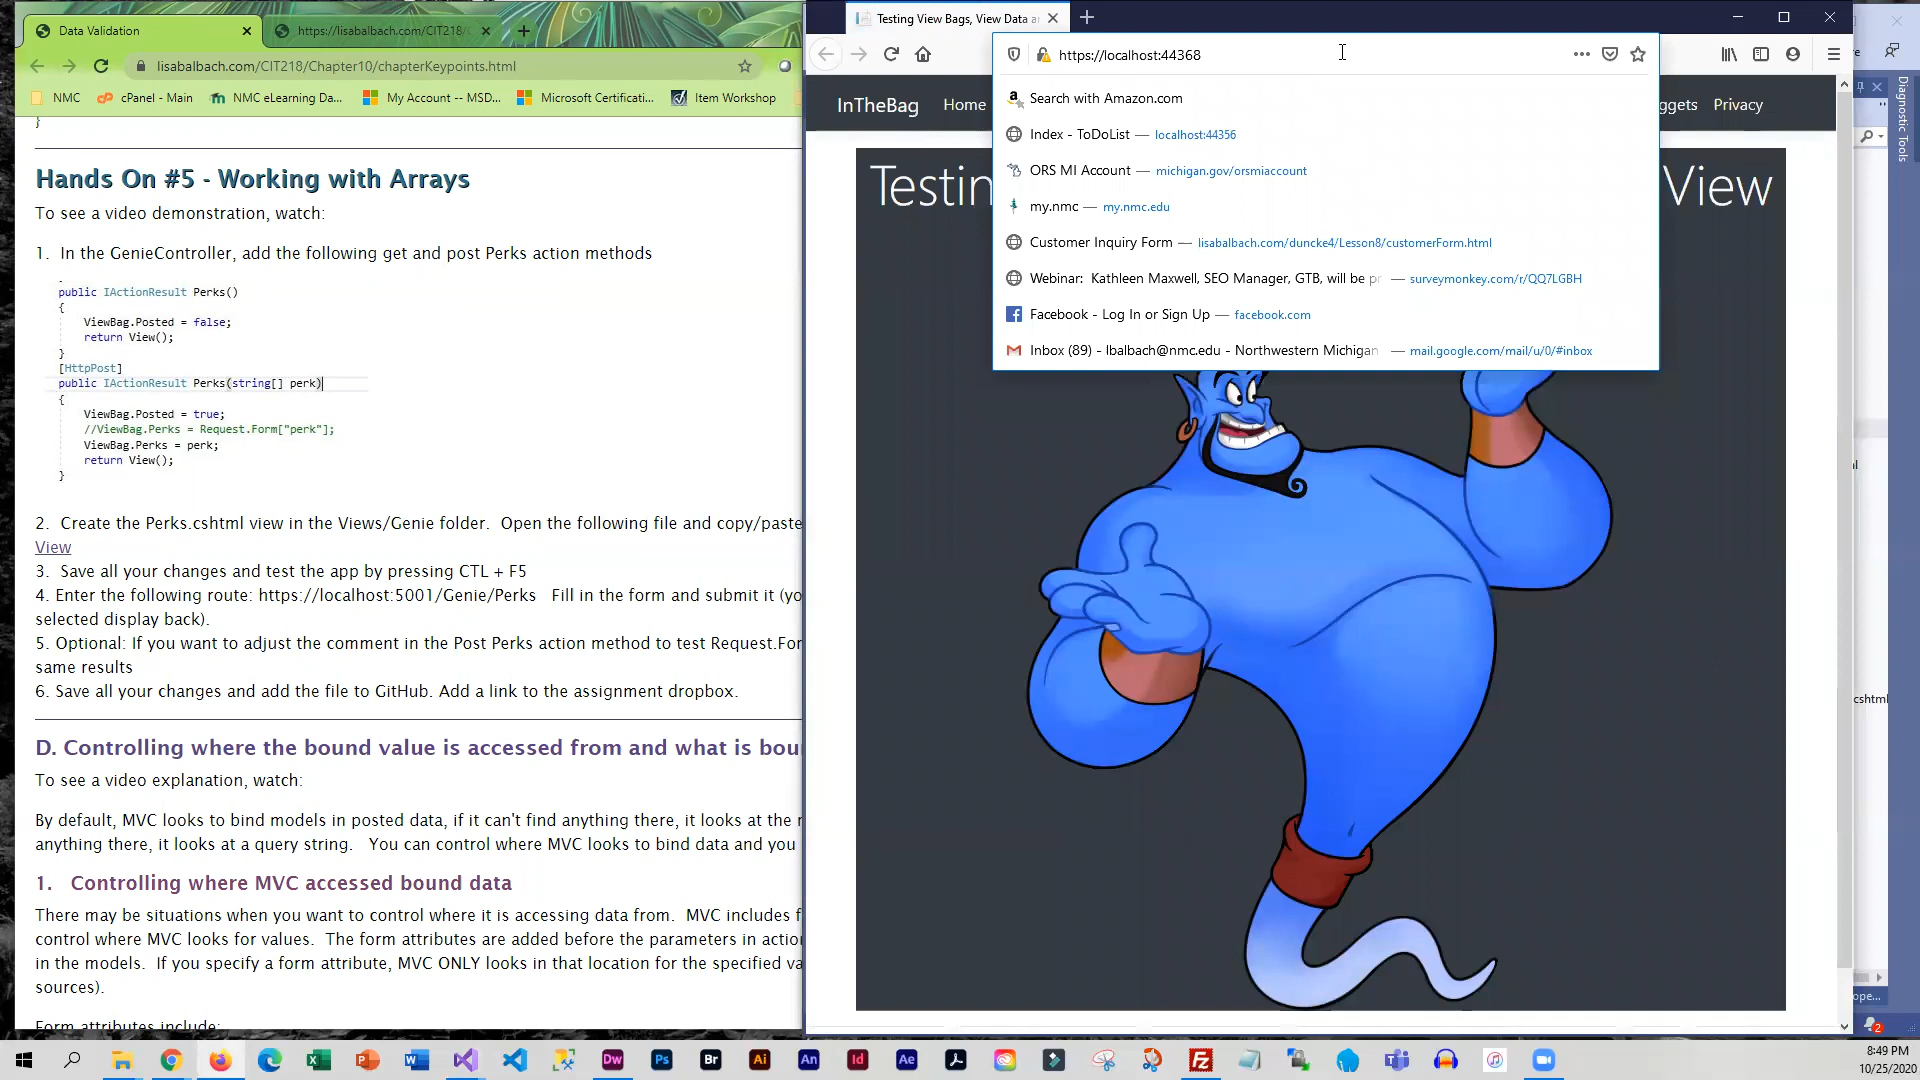 Data Validation
https://lisabalbach.com/CIT218/
lisabalbach.com/CIT218/Chapter10/chapterKeypoints.html
NMC
cPanel - Main
NMC eLearning Da...
My Account -- MSD...
Microsoft Certificati...
Item Workshop
}
Hands On #5 - Working with Arrays
To see a video demonstration, watch:
1. In the GenieController, add the following get and post Perks action methods
public IActionResult Perks()
{
ViewBag.Posted = false;
return View();
}
[HttpPost]
public IActionResult Perks(string[] perk)
{
ViewBag.Posted = true;
//ViewBag.Perks = Request.Form["perk"];
ViewBag.Perks = perk;
return View();
}
2. Create the Perks.cshtml view in the Views/Genie folder. Open the following file and copy/paste
View
3. Save all your changes and test the app by pressing CTL + F5
4. Enter the following route: https://localhost:5001/Genie/Perks Fill in the form and submit it (yo
selected display back).
5. Optional: If you want to adjust the comment in the Post Perks action method to test Request.For
same results
6. Save all your changes and add the file to GitHub. Add a link to the assignment dropbox.
D. Controlling where the bound value is accessed from and what is bou
To see a video explanation, watch:
By default, MVC looks to bind models in posted data, if it can't find anything there, it looks at the r
anything there, it looks at a query string. You can control where MVC looks to bind data and you
1. Controlling where MVC accessed bound data
There may be situations when you want to control where it is accessing data from. MVC includes f
control where MVC looks for values. The form attributes are added before the parameters in action
in the models. If you specify a form attribute, MVC ONLY looks in that location for the specified va
sources).
Form attributes include:
Testing View Bags, View Data a
https://localhost:44368
Search with Amazon.com
Index - ToDoList — localhost:44356
ORS MI Account — michigan.gov/orsmiaccount
my.nmc — my.nmc.edu
Customer Inquiry Form — lisabalbach.com/duncke4/Lesson8/customerForm.html
Webinar: Kathleen Maxwell, SEO Manager, GTB, will be pr — surveymonkey.com/r/QQ7LGBH
Facebook - Log In or Sign Up — facebook.com
Inbox (89) - lbalbach@nmc.edu - Northwestern Michigan — mail.google.com/mail/u/0/#inbox
InTheBag
Home
ggets
Privacy
Testin
View
Diagnostic Tools
cshtml
ope...
2
8:49 PM
10/25/2020